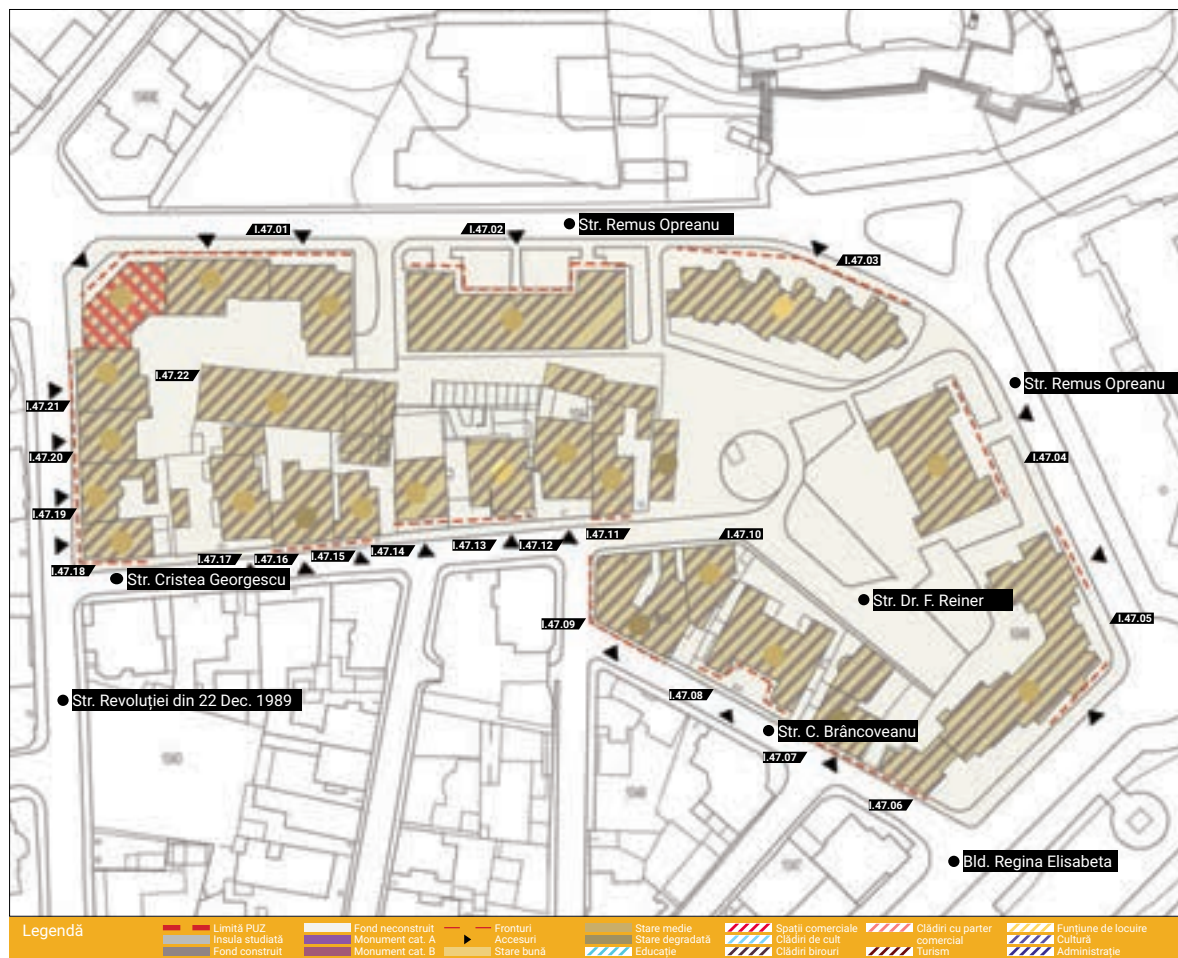 I.47.01
I.47.02
Str. Remus Opreanu
I.47.03
I.47.22
Str. Remus Opreanu
I.47.21
I.47.20
I.47.04
I.47.19
I.47.18
I.47.17
I.47.16
I.47.15
I.47.14
I.47.13
I.47.12
I.47.11
I.47.10
Str. Cristea Georgescu
Str. Dr. F. Reiner
I.47.09
I.47.05
Str. Revoluției din 22 Dec. 1989
I.47.08
Str. C. Brâncoveanu
I.47.07
I.47.06
Bld. Regina Elisabeta
Legendă
Limită PUZ
Insula studiată
Fond construit
Fond neconstruit
Monument cat. A
Monument cat. B
Fronturi
Accesuri
Stare bună
Stare medie
Stare degradată
Educație
Spații comerciale
Clădiri de cult
Clădiri birouri
Clădiri cu parter
comercial
Turism
Funțiune de locuire
Cultură
Administrație